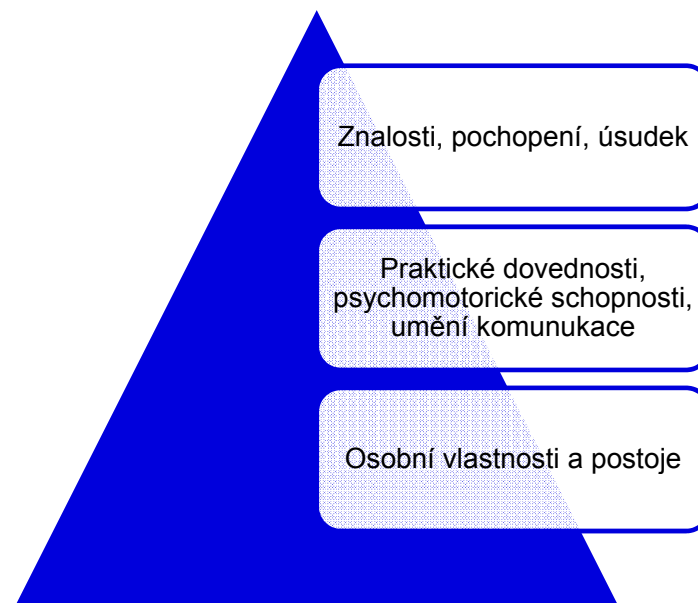 Znalosti, pochopení, úsudek
Praktické dovednosti,
psychomotorické schopnosti,
umění komunukace
Osobní vlastnosti a postoje